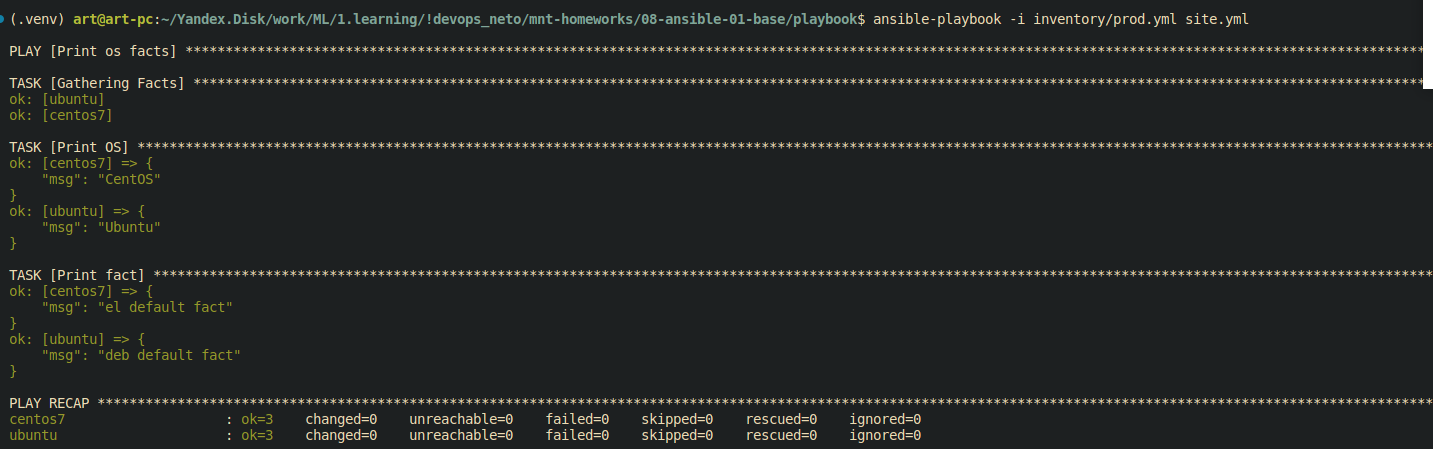 (.venv) art@art-pc:~/Yandex.Disk/work/ML/1.learning/!devops_neto/mnt-homeworks/08-ansible-01-base/playbook$ ansible-playbook -i inventory/prod.yml site.yml
PLAY [Print os facts] ****************************************************************************************************************************************************************
TASK [Gathering Facts] ***************************************************************************************************************************************************************
ok: [ubuntu]
ok: [centos7]
TASK [Print OS] ******************************************************************************************************************************************************************
ok: [centos7] => {
    "msg": "CentOS"
}
ok: [ubuntu] => {
    "msg": "Ubuntu"
}
TASK [Print fact] ****************************************************************************************************************************************************************
ok: [centos7] => {
    "msg": "el default fact"
}
ok: [ubuntu] => {
    "msg": "deb default fact"
}
PLAY RECAP ***********************************************************************************************************************************************************************
centos7                    : ok=3    changed=0    unreachable=0    failed=0    skipped=0    rescued=0    ignored=0
ubuntu                     : ok=3    changed=0    unreachable=0    failed=0    skipped=0    rescued=0    ignored=0